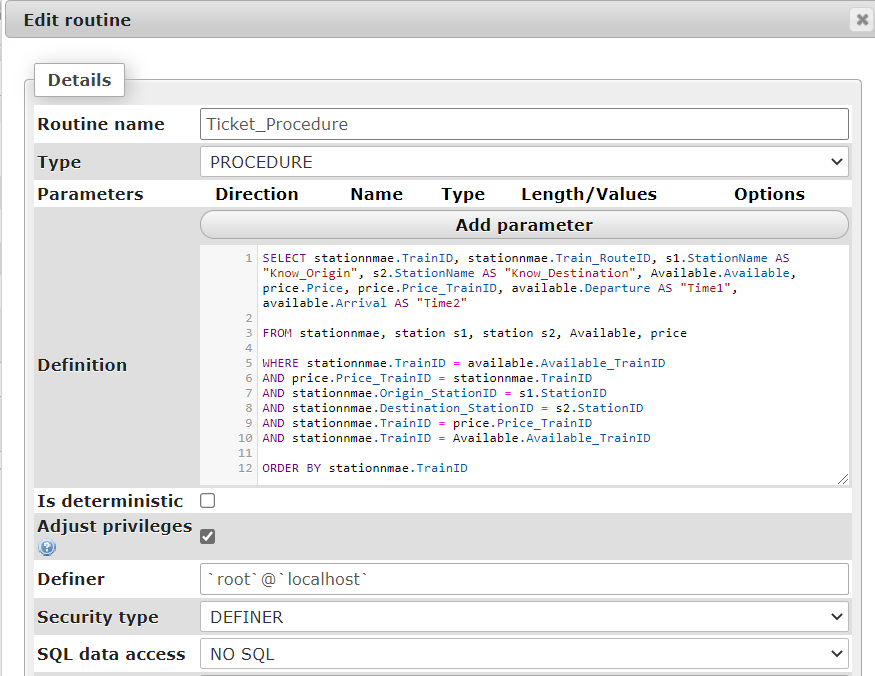 Edit routine
Details
Routine name Ticket_Procedure
Type PROCEDURE
Parameters Direction Name Type Length/Values Options
Add parameter
Definition
1 SELECT stationnmae.TrainID, stationnmae.Train_RouteID, s1.StationName AS
"Know_Origin", s2.StationName AS "Know_Destination", Available.Available,
price.Price, price.Price_TrainID, available.Departure AS "Time1",
available.Arrival AS "Time2"
2
3 FROM stationnmae, station s1, station s2, Available, price
4
5 WHERE stationnmae.TrainID = available.Available_TrainID
6 AND price.Price_TrainID = stationnmae.TrainID
7 AND stationnmae.Origin_StationID = s1.StationID
8 AND stationnmae.Destination_StationID = s2.StationID
9 AND stationnmae.TrainID = price.Price_TrainID
10 AND stationnmae.TrainID = Available.Available_TrainID
11
12 ORDER BY stationnmae.TrainID
Is deterministic
Adjust privileges
Definer `root`@`localhost`
Security type DEFINER
SQL data access NO SQL